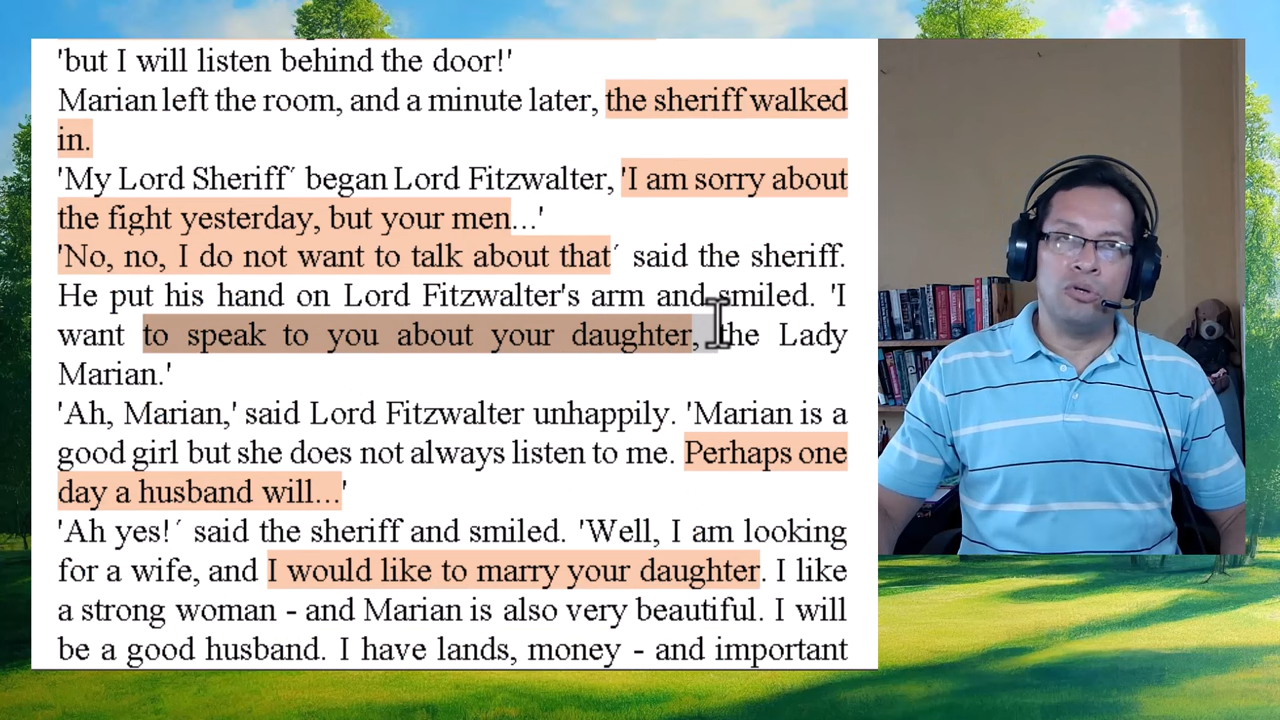 'but I will listen behind the door!'
Marian left the room, and a minute later, the sheriff walked
in.
'My Lord Sheriff´ began Lord Fitzwalter, 'I am sorry about
the fight yesterday, but your men...'
'No, no, I do not want to talk about that´ said the sheriff.
He put his hand on Lord Fitzwalter's arm and smiled. 'I
want to speak to you about your daughter, the Lady
Marian.'
'Ah, Marian,' said Lord Fitzwalter unhappily. 'Marian is a
good girl but she does not always listen to me. Perhaps one
day a husband will...'
'Ah yes!´ said the sheriff and smiled. 'Well, I am looking
for a wife, and I would like to marry your daughter. I like
a strong woman - and Marian is also very beautiful. I will
be a good husband. I have lands, money - and important